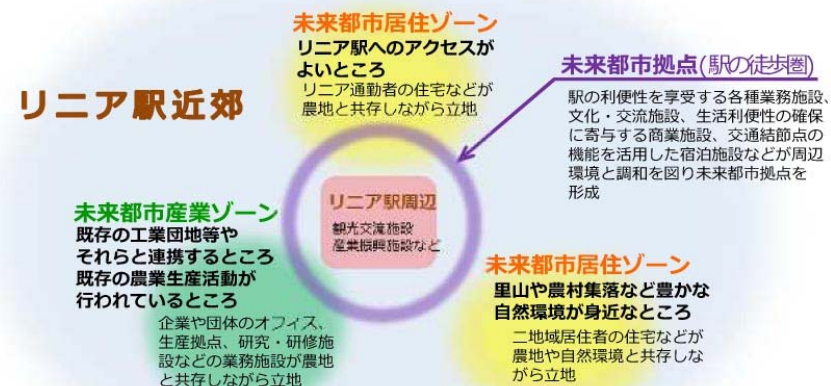 未来都市居住ゾーン
リニア駅へのアクセスが
よいところ
リニア通勤者の住宅などが
農地と共存しながら立地
リニア駅近郊
未来都市拠点(駅の徒歩圏)
駅の利便性を享受する各種業務施設、
文化・交流施設、生活利便性の確保
に寄与する商業施設、交通結節点の
機能を活用した宿泊施設などが周辺
環境と調和を図り未来都市拠点を
形成
リニア駅周辺
観光交流施設
産業振興施設など
未来都市産業ゾーン
既存の工業団地等や
それらと連携するところ
既存の農業生産活動が
行われているところ
企業や団体のオフィス、
生産拠点、研究・研修施
設などの業務施設が農地
と共存しながら立地
未来都市居住ゾーン
里山や農村集落など豊かな
自然環境が身近なところ
二地域居住者の住宅などが
農地や自然環境と共存しな
がら立地